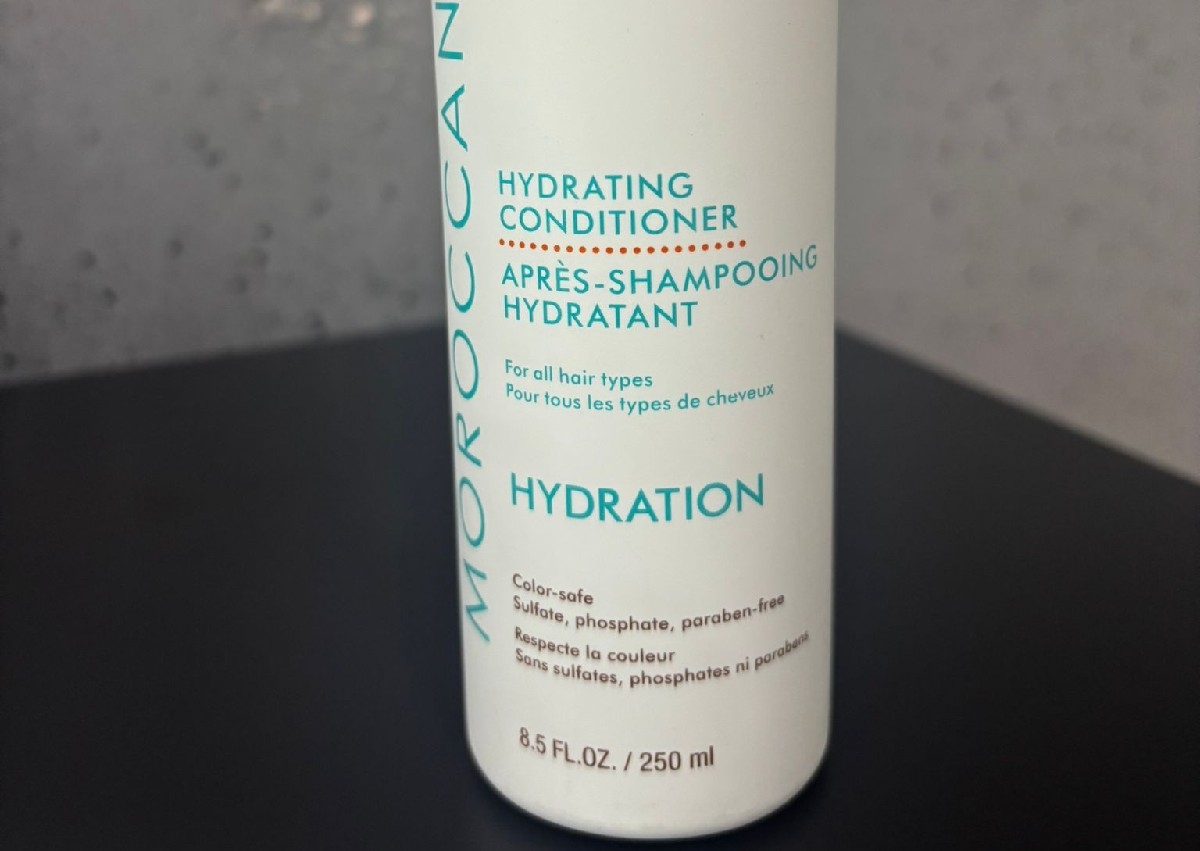 MOROCCAN
HYDRATING
CONDITIONER
APRÈS-SHAMPOOING
HYDRATANT
For all hair types
Pour tous les types de cheveux
HYDRATION
Color-safe
Sulfate, phosphate, paraben-free
Respecte la couleur
Sans sulfates, phosphates ni parabens
8.5 FL.OZ. / 250 ml